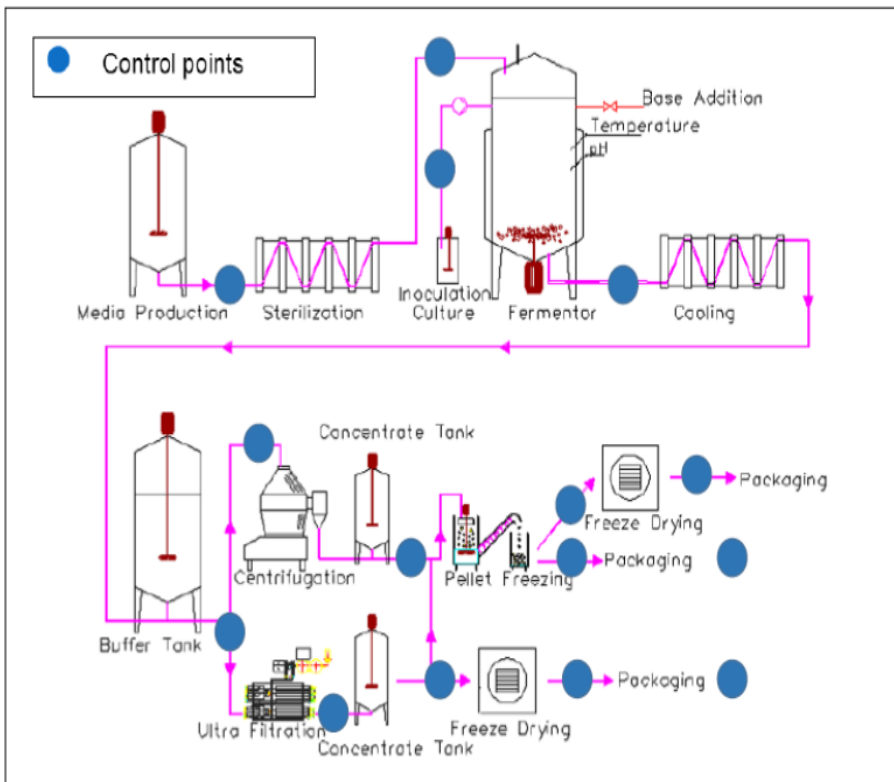 Control points
Base Addition
Temperature
pH
Media Production
Sterilization
Inoculation
Culture
Fermentor
Cooling
Concentrate Tank
Packaging
Freeze Drying
Centrifugation
Pellet Freezing
Packaging
Buffer Tank
Packaging
Ultra Filtration
Freeze Drying
Concentrate Tank